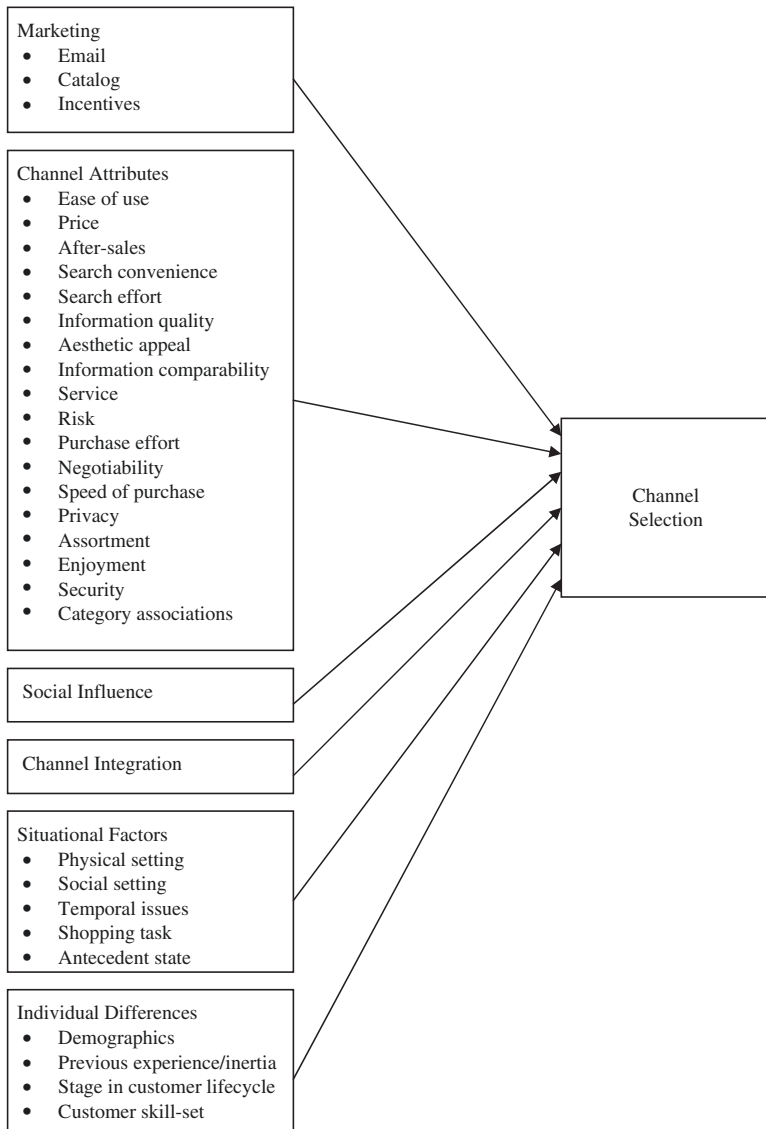 Marketing
• Email
• Catalog
• Incentives
Channel Attributes
• Ease of use
• Price
• After-sales
• Search convenience
• Search effort
• Information quality
• Aesthetic appeal
• Information comparability
• Service
• Risk
• Purchase effort
• Negotiability
• Speed of purchase
• Privacy
• Assortment
• Enjoyment
• Security
• Category associations
Social Influence
Channel Integration
Situational Factors
• Physical setting
• Social setting
• Temporal issues
• Shopping task
• Antecedent state
Individual Differences
• Demographics
• Previous experience/inertia
• Stage in customer lifecycle
• Customer skill-set
Channel
Selection